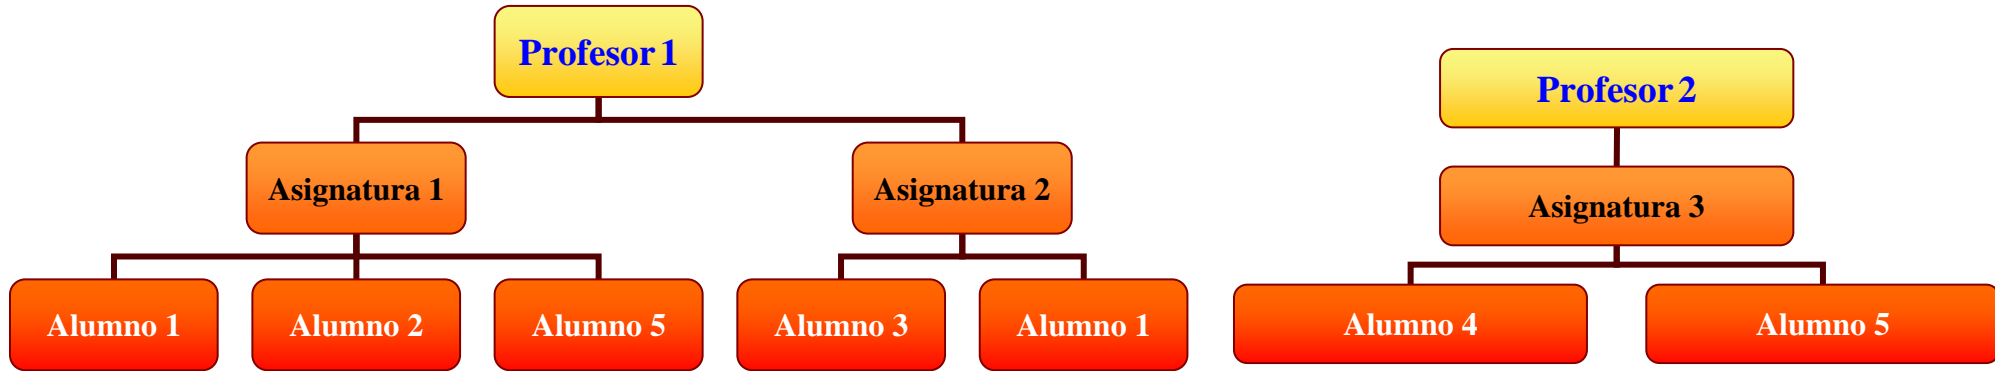 Profesor 1
Profesor 2
Asignatura 1
Asignatura 2
Asignatura 3
Alumno 1
Alumno 2
Alumno 5
Alumno 3
Alumno 1
Alumno 4
Alumno 5